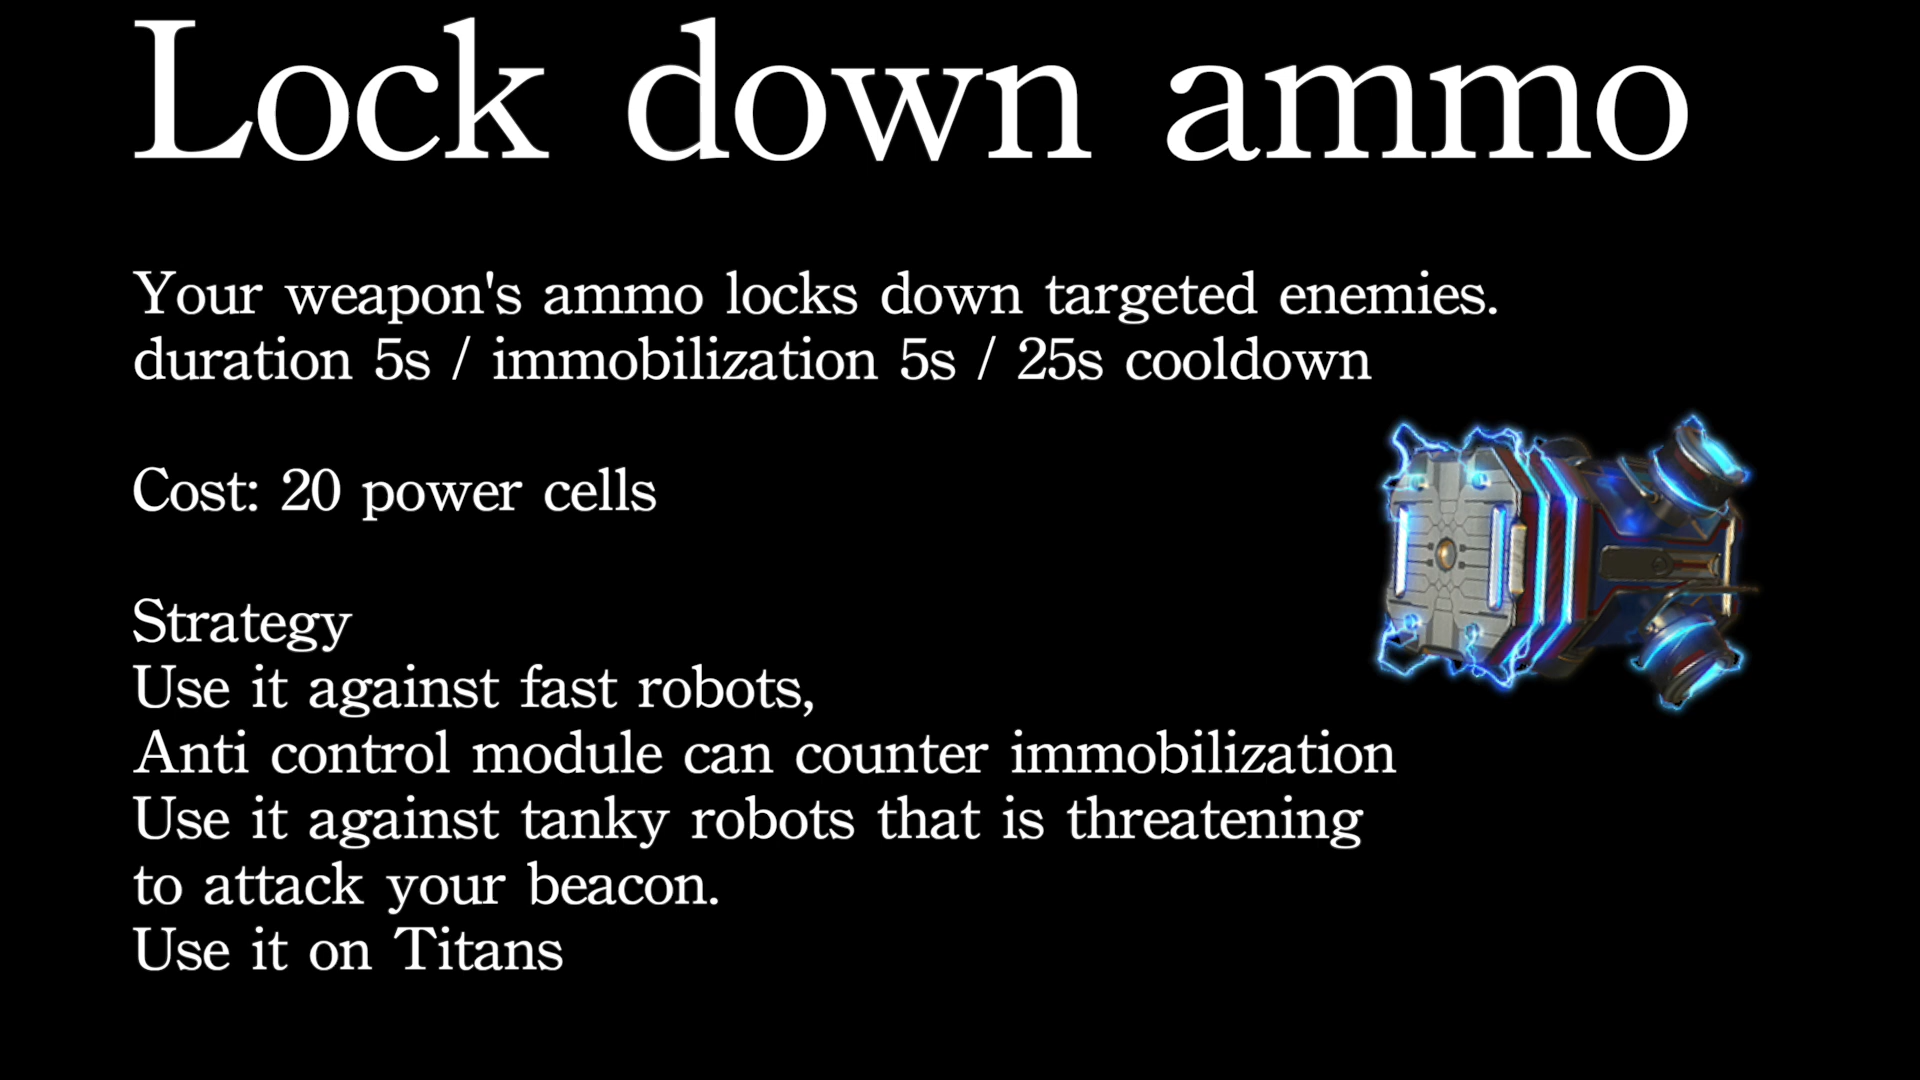 Lock down ammo
Your weapon's ammo locks down targeted enemies.
duration 5s / immobilization 5s / 25s cooldown
Cost: 20 power cells
Strategy
Use it against fast robots,
Anti control module can counter immobilization
Use it against tanky robots that is threatening
to attack your beacon.
Use it on Titans